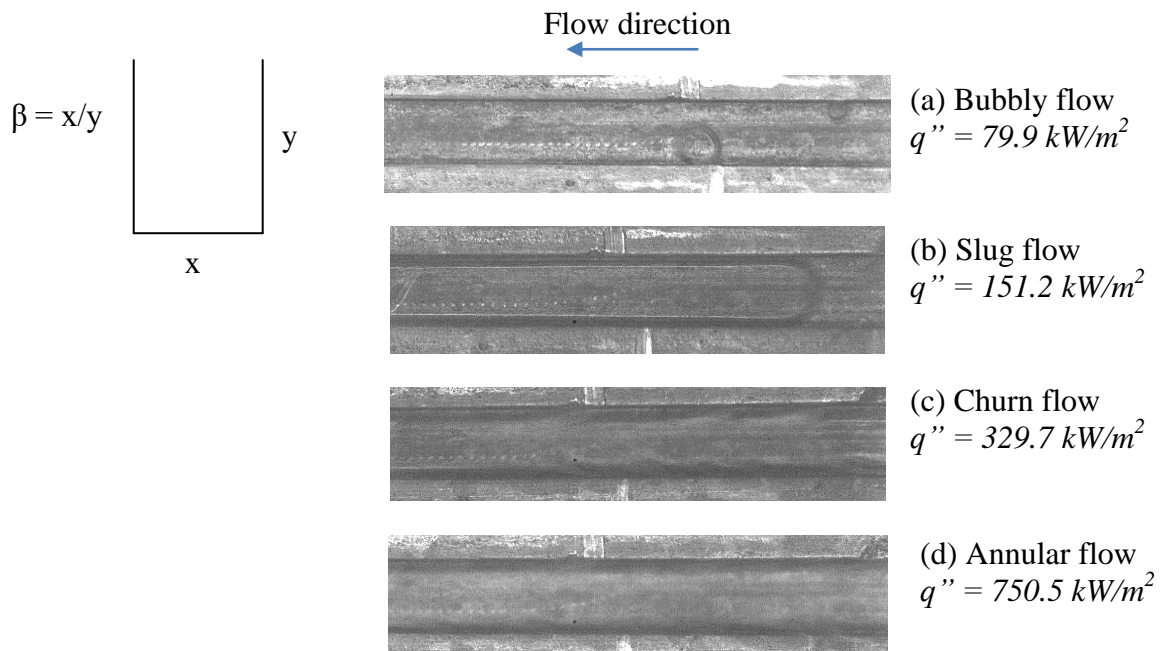 Flow direction
β = x/y
y
x
(a) Bubbly flow
q” = 79.9 kW/m²
(b) Slug flow
q” = 151.2 kW/m²
(c) Churn flow
q” = 329.7 kW/m²
(d) Annular flow
q” = 750.5 kW/m²